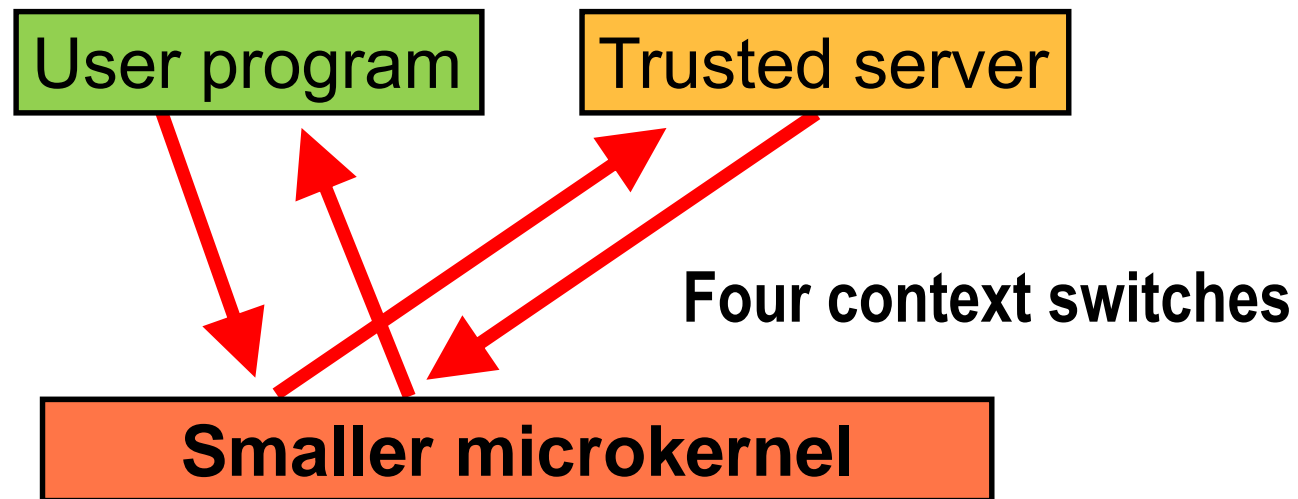 User program
Trusted server
Four context switches
Smaller microkernel